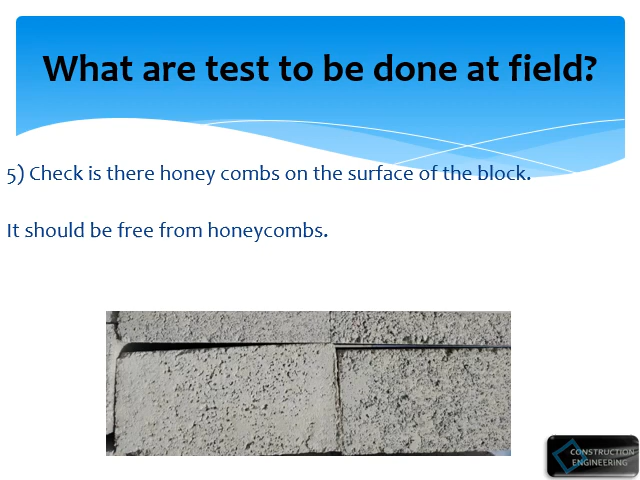 What are test to be done at field?
5) Check is there honey combs on the surface of the block.
It should be free from honeycombs.
CONSTRUCTION
ENGINEERING